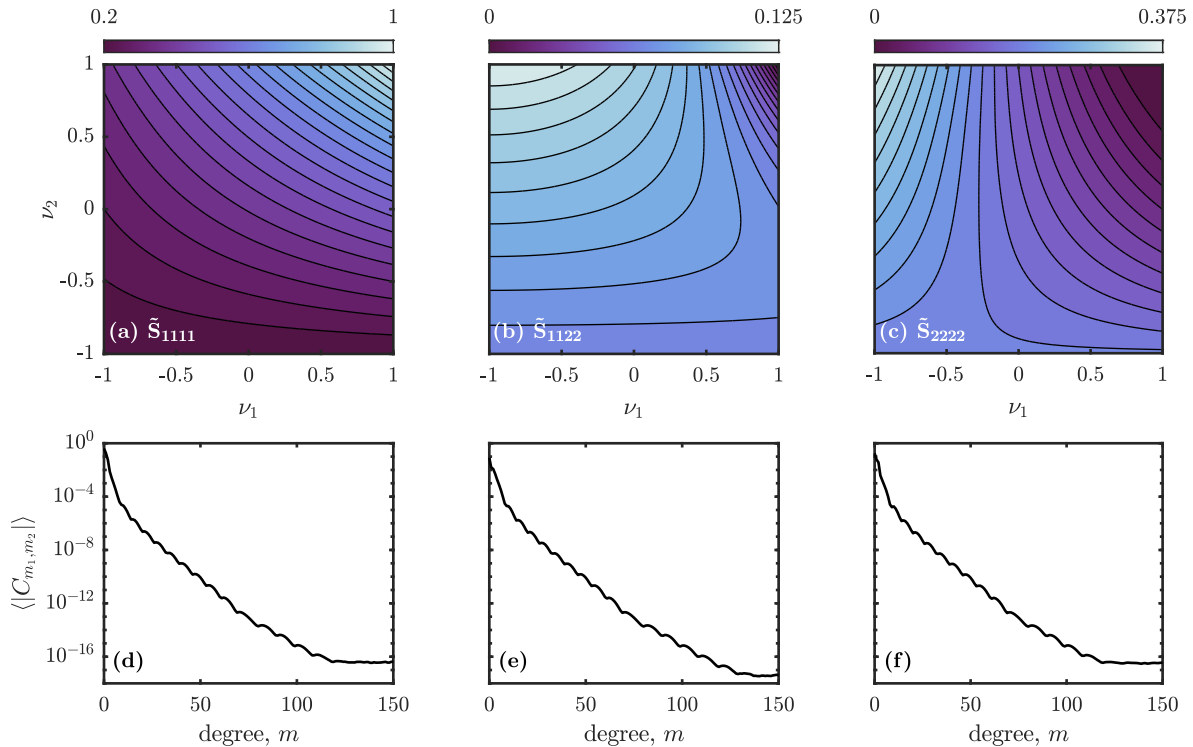 0.2 1 0 0.125 0 0.375
1
0.5
0
-0.5
-1
ν₂
(a) S̃₁₁₁₁ (b) S̃₁₁₂₂ (c) S̃₂₂₂₂
-1 -0.5 0 0.5 1 -1 -0.5 0 0.5 1 -1 -0.5 0 0.5 1
ν₁ ν₁ ν₁
10⁰
10⁻⁴
10⁻⁸
10⁻¹²
10⁻¹⁶
⟨|C_{m₁,m₂}|⟩
(d) (e) (f)
0 50 100 150 0 50 100 150 0 50 100 150
degree, m degree, m degree, m